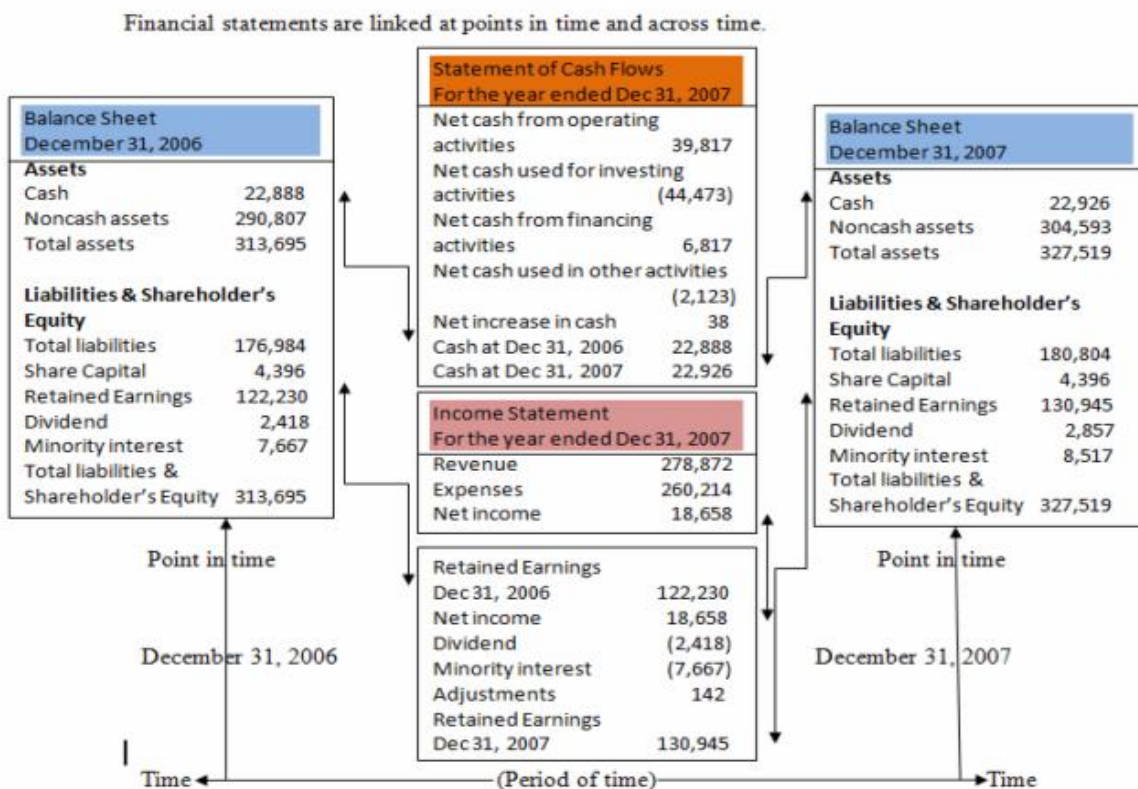 Financial statements are linked at points in time and across time.
Balance Sheet
December 31, 2006
Assets
Cash 22,888
Noncash assets 290,807
Total assets 313,695
Liabilities & Shareholder's
Equity
Total liabilities 176,984
Share Capital 4,396
Retained Earnings 122,230
Dividend 2,418
Minority interest 7,667
Total liabilities &
Shareholder's Equity 313,695
Statement of Cash Flows
For the year ended Dec 31, 2007
Net cash from operating
activities 39,817
Net cash used for investing
activities (44,473)
Net cash from financing
activities 6,817
Net cash used in other activities
(2,123)
Net increase in cash 38
Cash at Dec 31, 2006 22,888
Cash at Dec 31, 2007 22,926
Income Statement
For the year ended Dec 31, 2007
Revenue 278,872
Expenses 260,214
Net income 18,658
Retained Earnings
Dec 31, 2006 122,230
Net income 18,658
Dividend (2,418)
Minority interest (7,667)
Adjustments 142
Retained Earnings
Dec 31, 2007 130,945
Balance Sheet
December 31, 2007
Assets
Cash 22,926
Noncash assets 304,593
Total assets 327,519
Liabilities & Shareholder's
Equity
Total liabilities 180,804
Share Capital 4,396
Retained Earnings 130,945
Dividend 2,857
Minority interest 8,517
Total liabilities &
Shareholder's Equity 327,519
Point in time
Point in time
December 31, 2006
December 31, 2007
Time (Period of time) Time